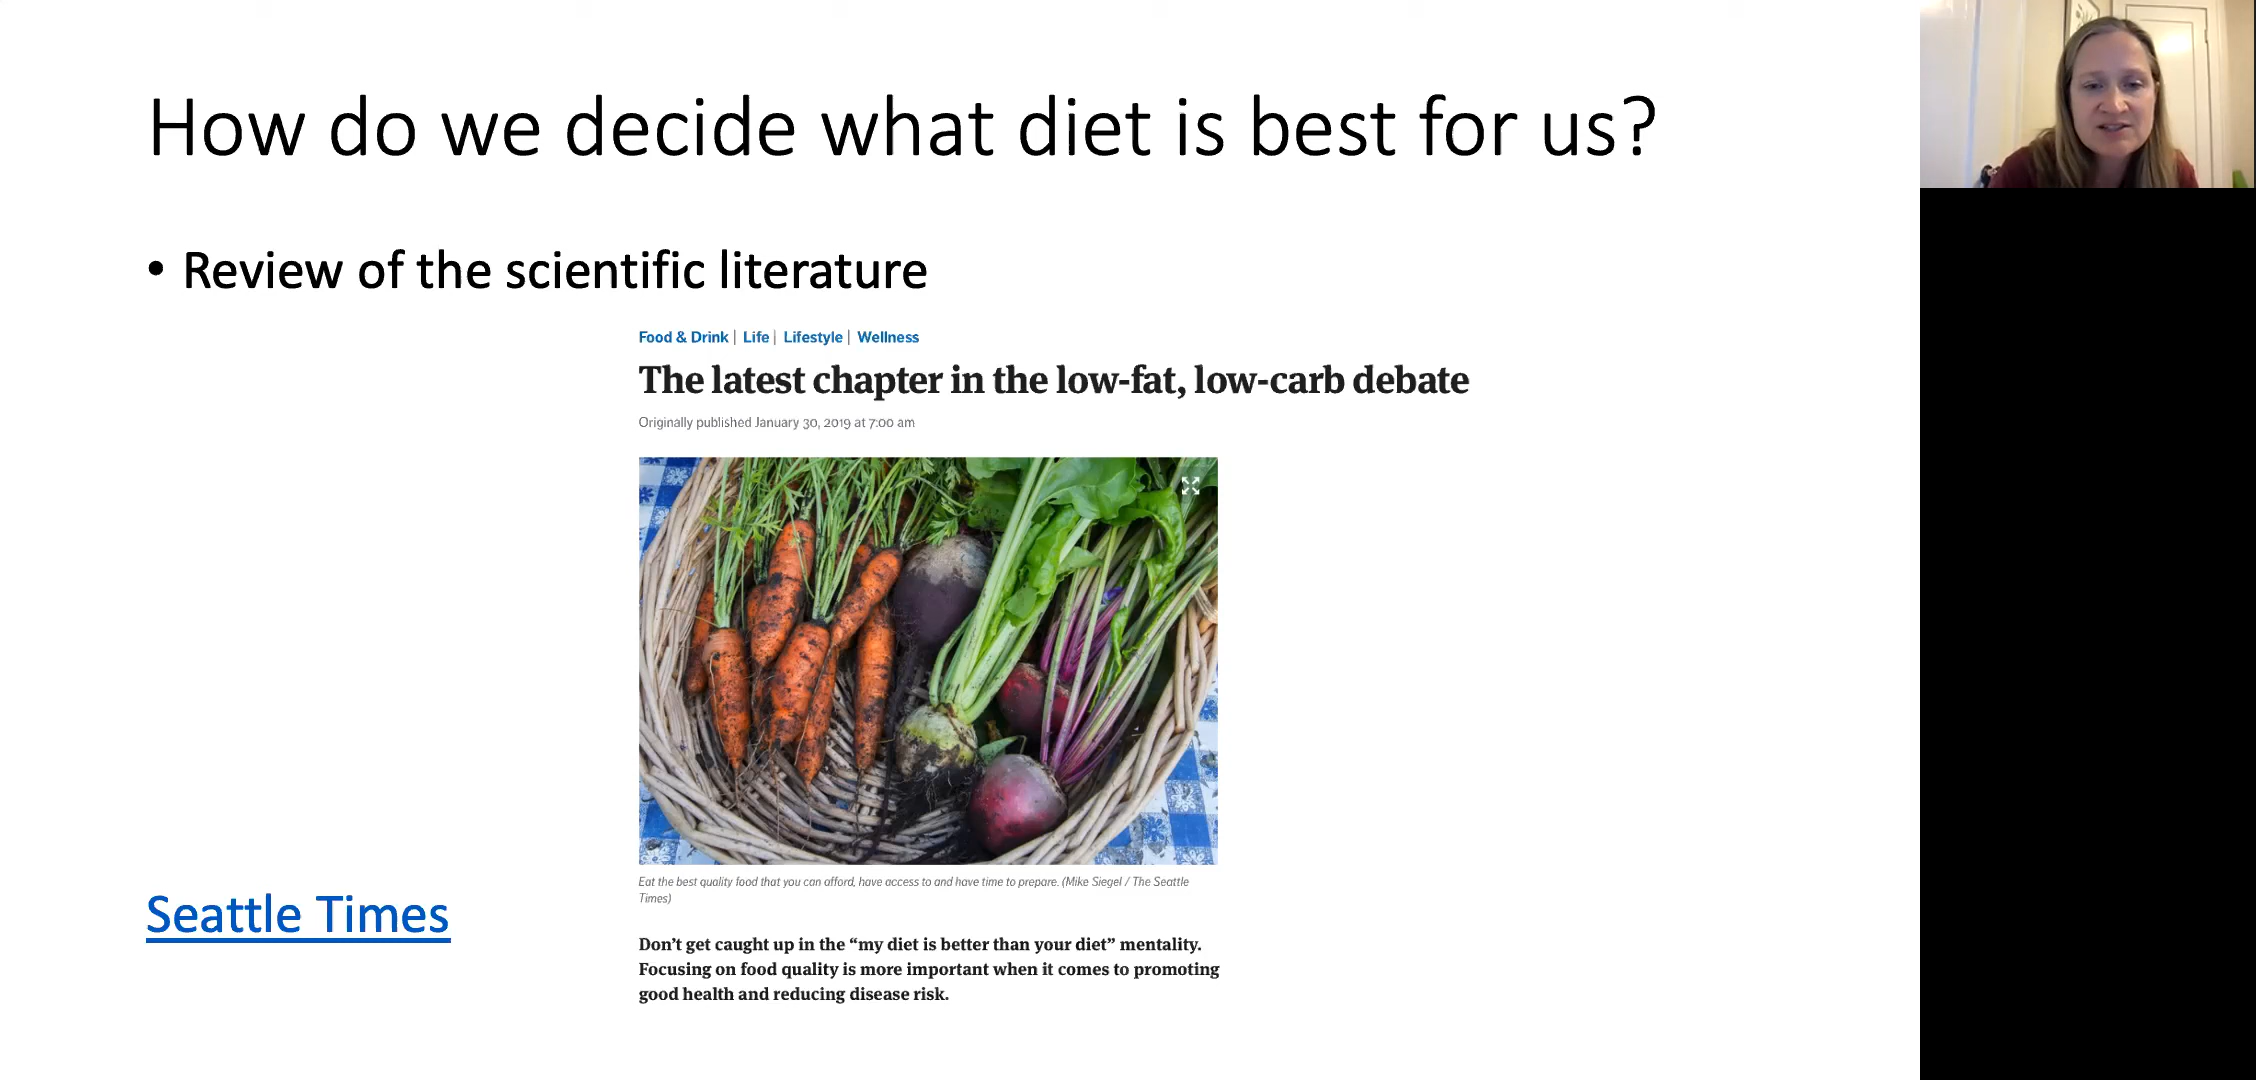 How do we decide what diet is best for us?
• Review of the scientific literature
Food & Drink | Life | Lifestyle | Wellness
The latest chapter in the low-fat, low-carb debate
Originally published January 30, 2019 at 7:00 am
Eat the best quality food that you can afford, have access to and have time to prepare. (Mike Siegel / The Seattle
Times)
Seattle Times
Don’t get caught up in the “my diet is better than your diet” mentality.
Focusing on food quality is more important when it comes to promoting
good health and reducing disease risk.